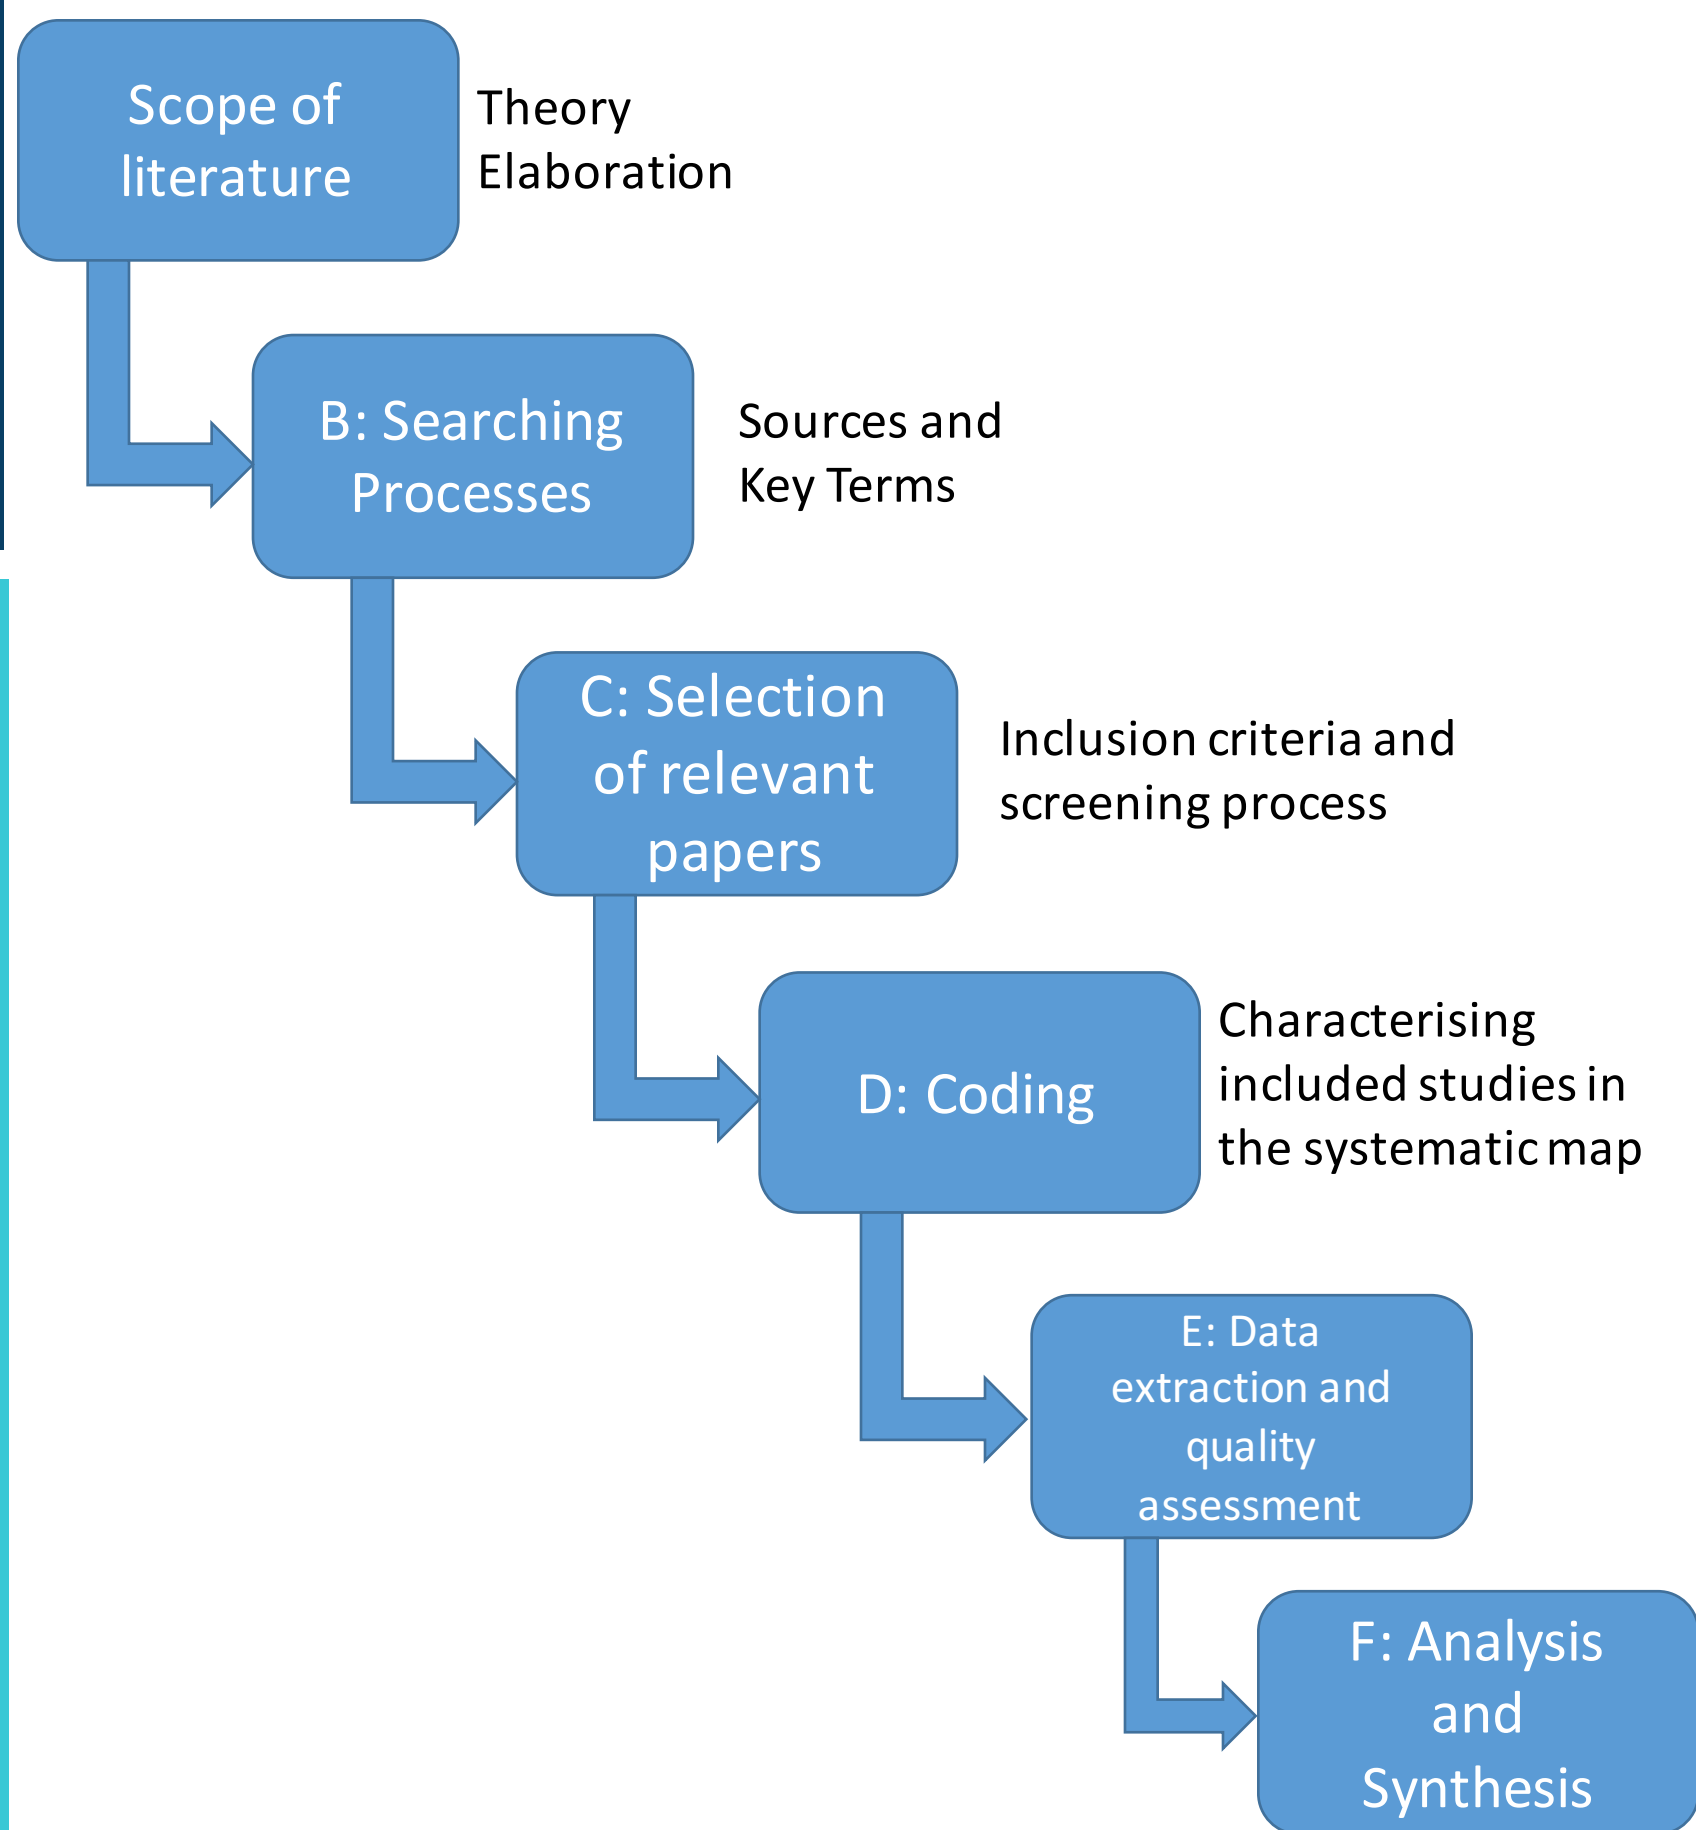 Scope of
literature
Theory
Elaboration
B: Searching
Processes
Sources and
Key Terms
C: Selection
of relevant
papers
Inclusion criteria and
screening process
D: Coding
Characterising
included studies in
the systematic map
E: Data
extraction and
quality
assessment
F: Analysis
and
Synthesis